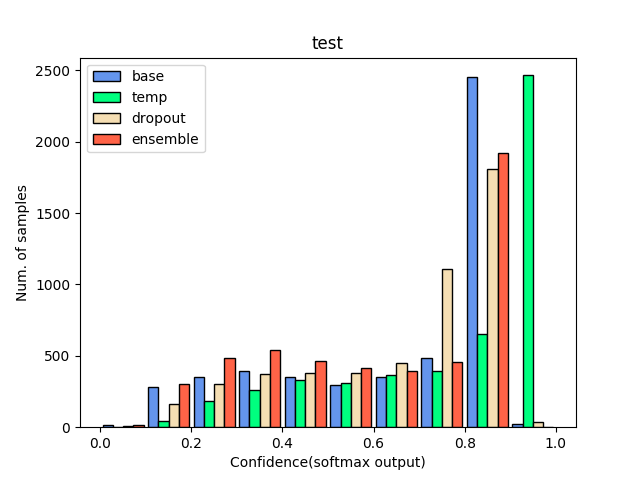 test
base
temp
dropout
ensemble
Num. of samples
2500
2000
1500
1000
500
0
0.0 0.2 0.4 0.6 0.8 1.0
Confidence(softmax output)